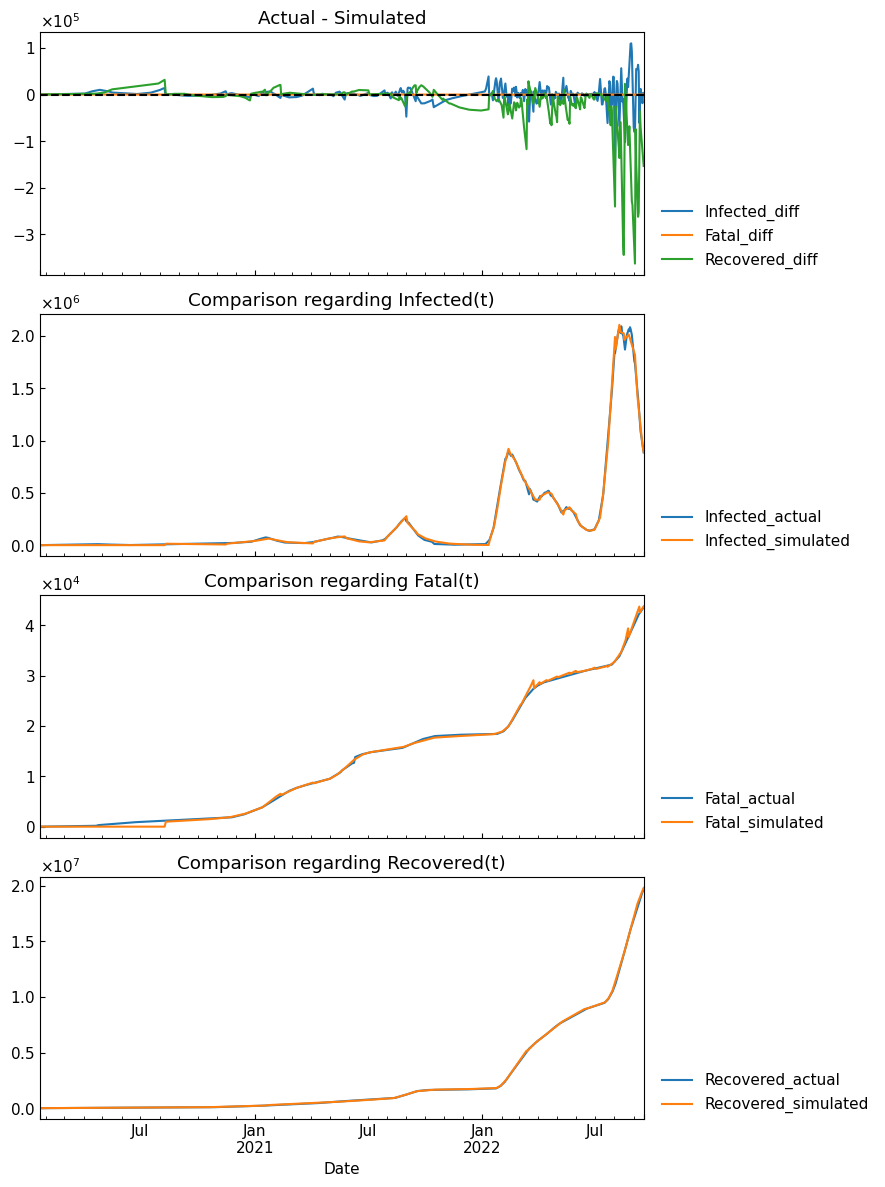 Actual - Simulated
×10⁵
1
0
−1
−2
−3
Infected_diff
Fatal_diff
Recovered_diff
Comparison regarding Infected(t)
×10⁶
2.0
1.5
1.0
0.5
0.0
Infected_actual
Infected_simulated
Comparison regarding Fatal(t)
×10⁴
4
3
2
1
0
Fatal_actual
Fatal_simulated
Comparison regarding Recovered(t)
×10⁷
2.0
1.5
1.0
0.5
0.0
Recovered_actual
Recovered_simulated
Jul Jan Jul Jan Jul
2021 2022
Date